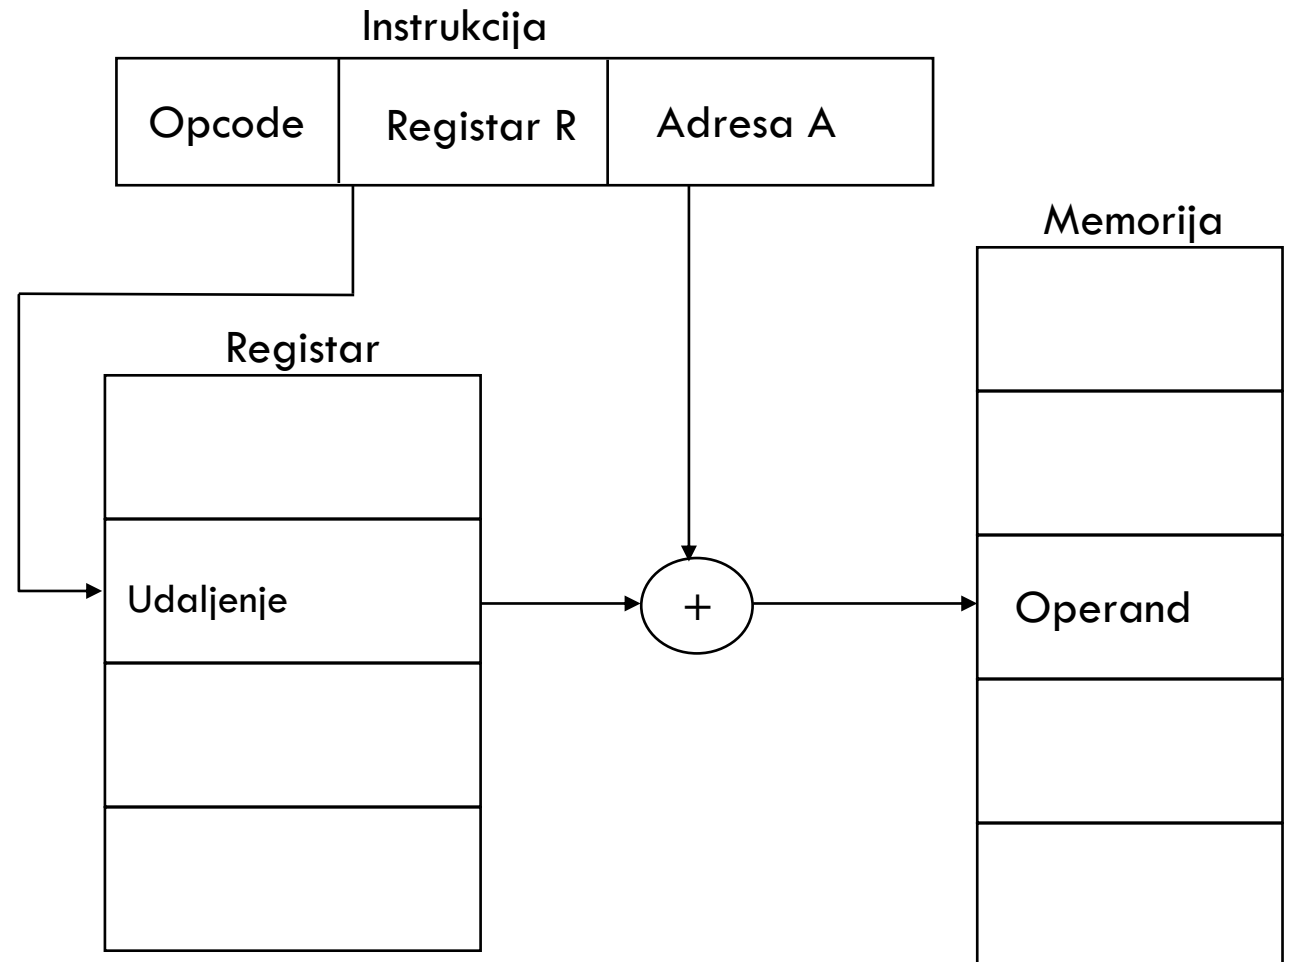 Instrukcija
Opcode
Registar R
Adresa A
Memorija
Registar
Udaljenje
+
Operand